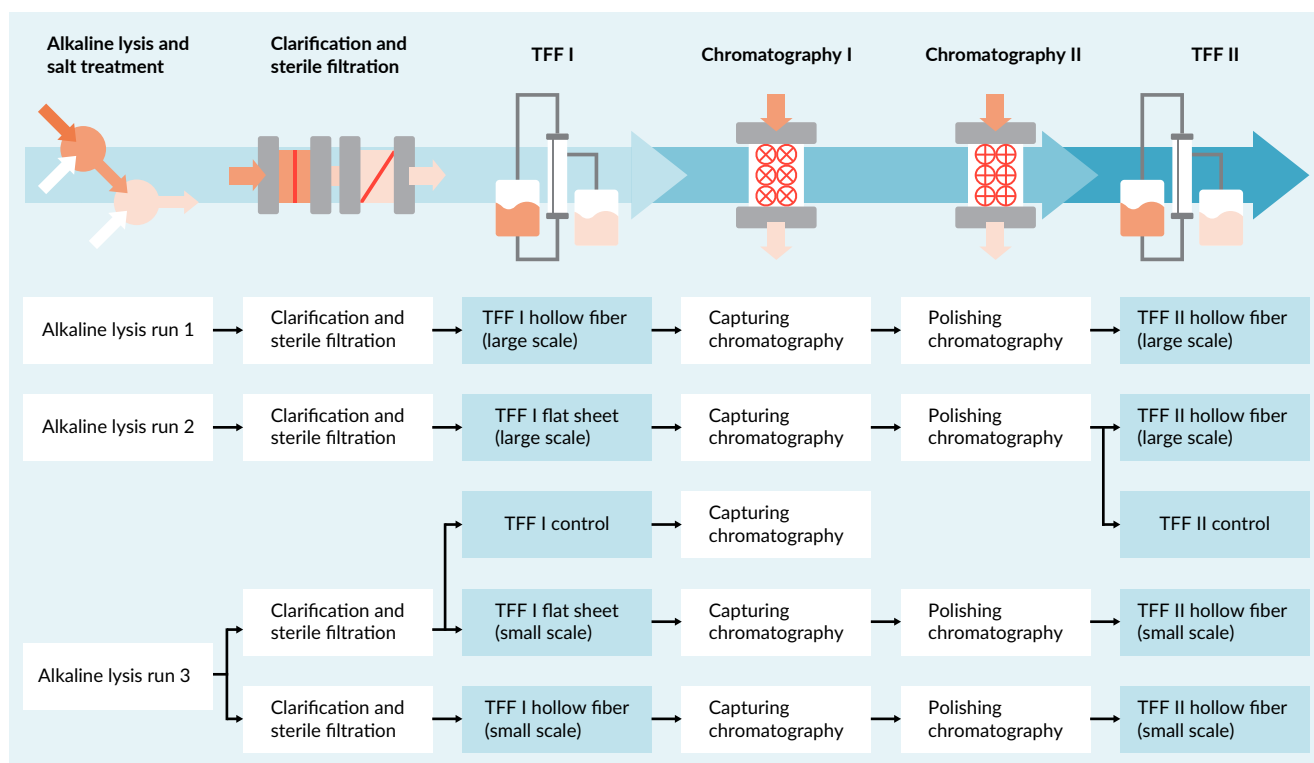 Alkaline lysis and
salt treatment
Clarification and
sterile filtration
TFF I
Chromatography I
Chromatography II
TFF II
Alkaline lysis run 1
Clarification and
sterile filtration
TFF I hollow fiber
(large scale)
Capturing
chromatography
Polishing
chromatography
TFF II hollow fiber
(large scale)
Alkaline lysis run 2
Clarification and
sterile filtration
TFF I flat sheet
(large scale)
Capturing
chromatography
Polishing
chromatography
TFF II hollow fiber
(large scale)
TFF I control
Capturing
chromatography
TFF II control
Alkaline lysis run 3
Clarification and
sterile filtration
TFF I flat sheet
(small scale)
Capturing
chromatography
Polishing
chromatography
TFF II hollow fiber
(small scale)
Clarification and
sterile filtration
TFF I hollow fiber
(small scale)
Capturing
chromatography
Polishing
chromatography
TFF II hollow fiber
(small scale)